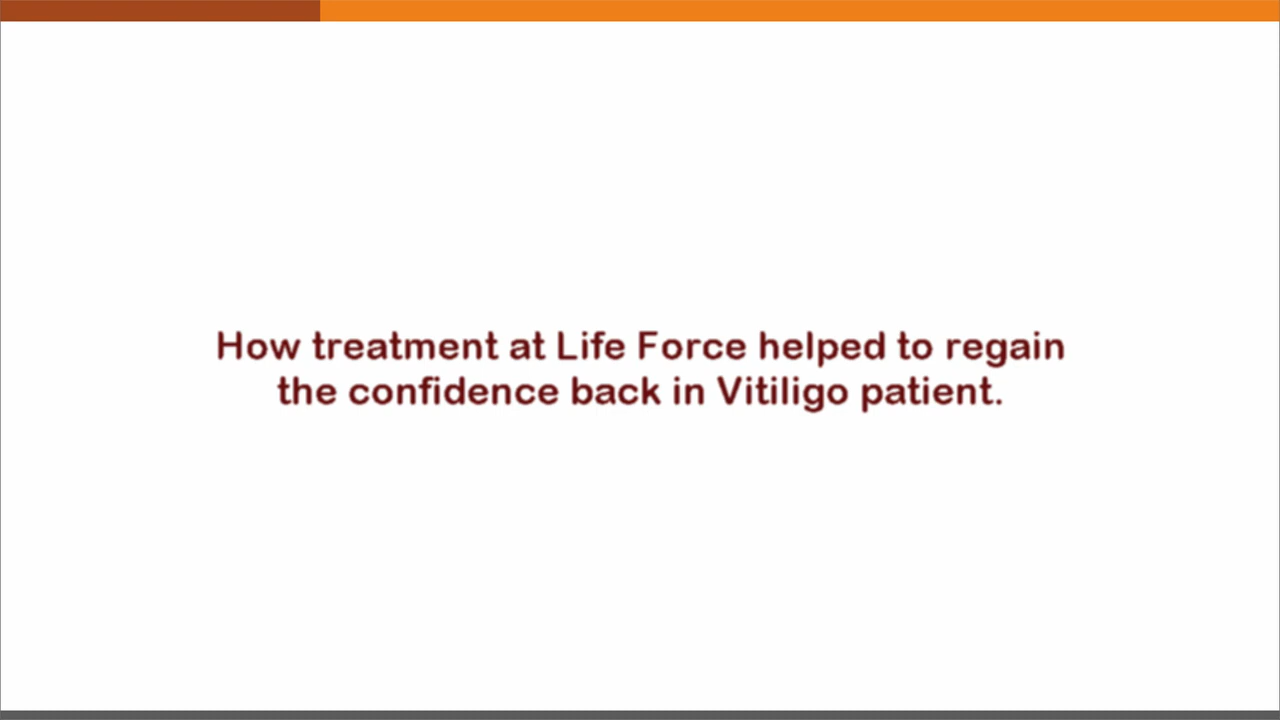 How treatment at Life Force helped to regain
the confidence back in Vitiligo patient.